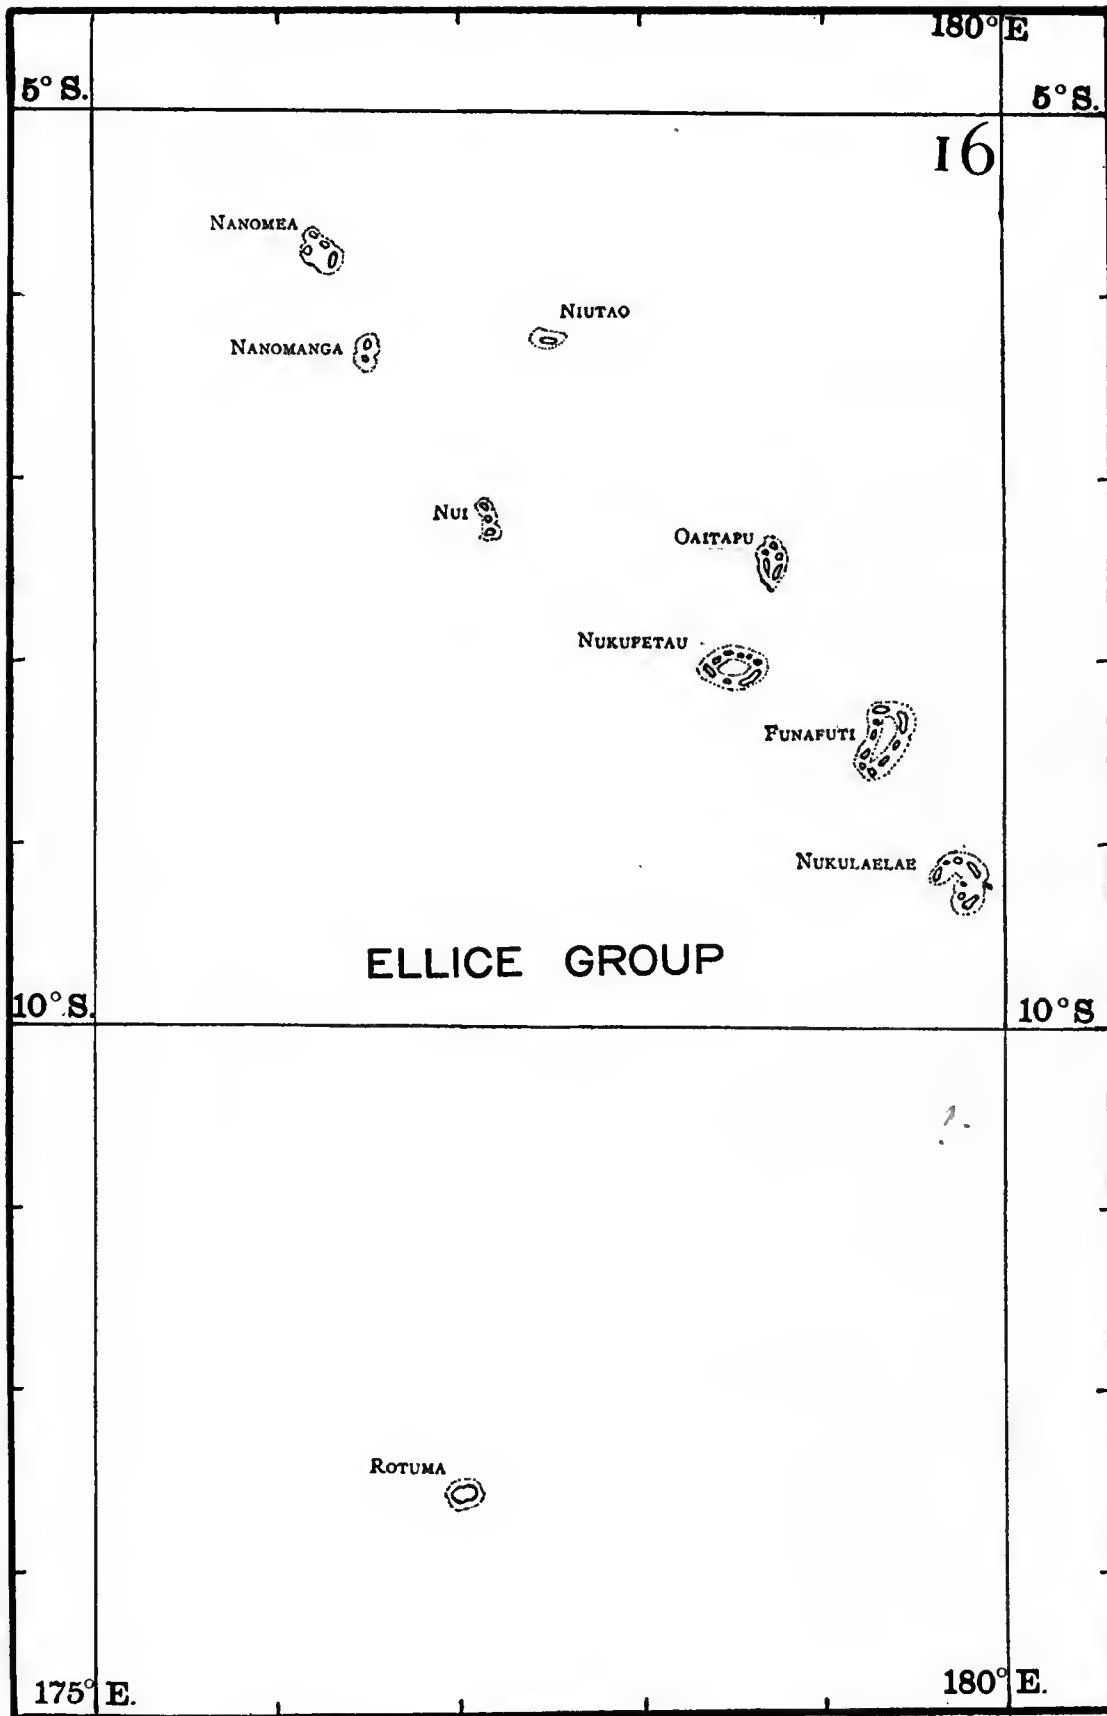 180° E
5° S.
5° S.
16
NANOMEA
NIUTAO
NANOMANGA
NUI
OAITAPU
NUKUPETAU
FUNAFUTI
NUKULAELAE
ELLICE GROUP
10° S.
10° S
ROTUMA
175° E.
180° E.